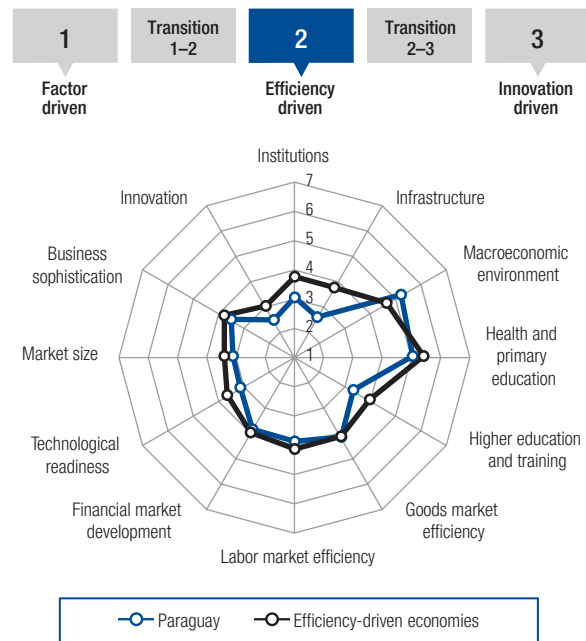 1
Transition
1–2
2
Transition
2–3
3
Factor
driven
Efficiency
driven
Innovation
driven
Institutions
Infrastructure
Macroeconomic
environment
Health and
primary
education
Higher education
and training
Goods market
efficiency
Labor market efficiency
Financial market
development
Technological
readiness
Market size
Business
sophistication
Innovation
7
6
5
4
3
2
1
Paraguay
Efficiency-driven economies